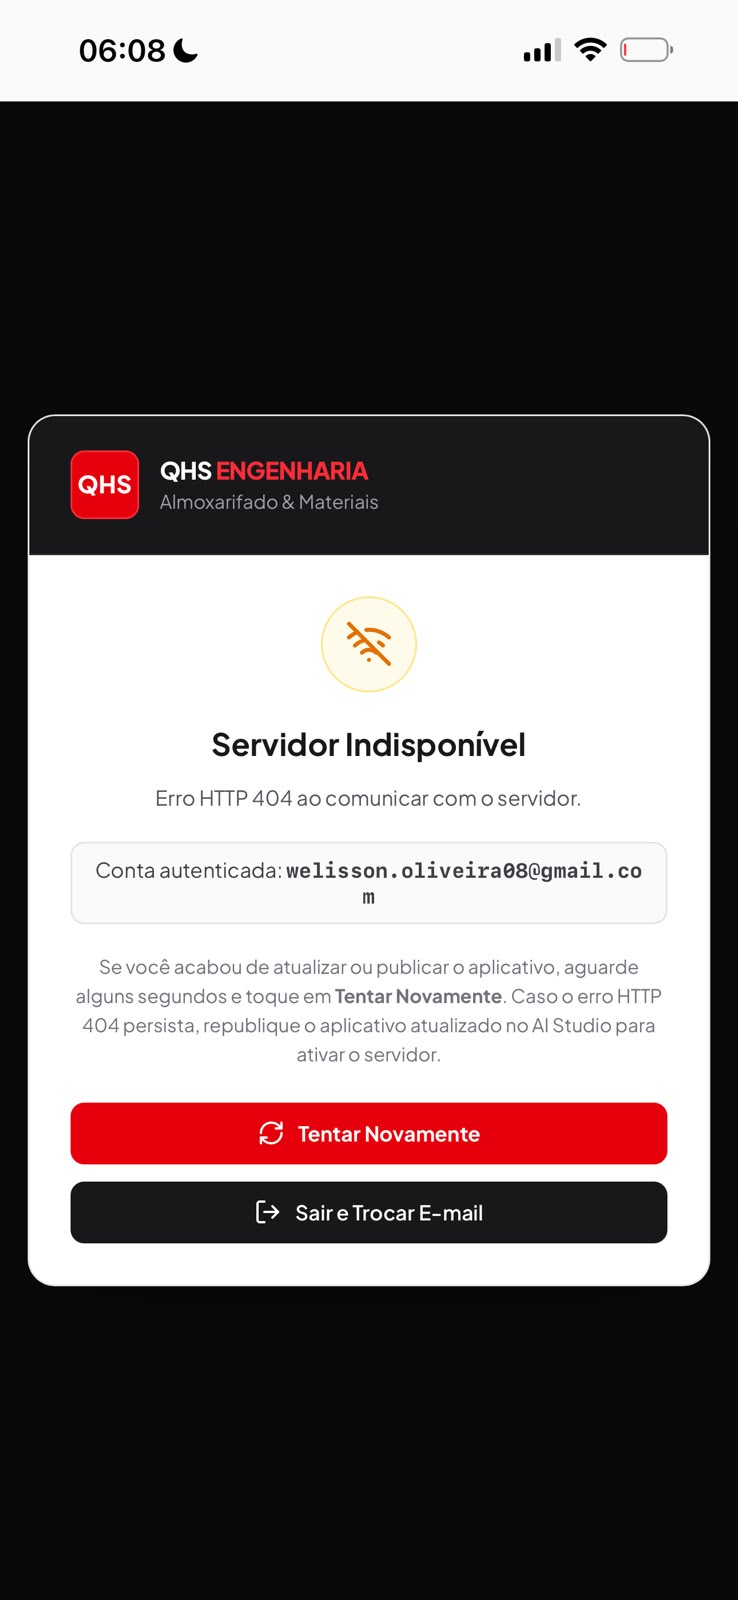 06:08
QHS
QHS ENGENHARIA
Almoxarifado & Materiais
Servidor Indisponível
Erro HTTP 404 ao comunicar com o servidor.
Conta autenticada: welisson.oliveira08@gmail.co
m
Se você acabou de atualizar ou publicar o aplicativo, aguarde
alguns segundos e toque em Tentar Novamente. Caso o erro HTTP
404 persista, republique o aplicativo atualizado no AI Studio para
ativar o servidor.
Tentar Novamente
Sair e Trocar E-mail